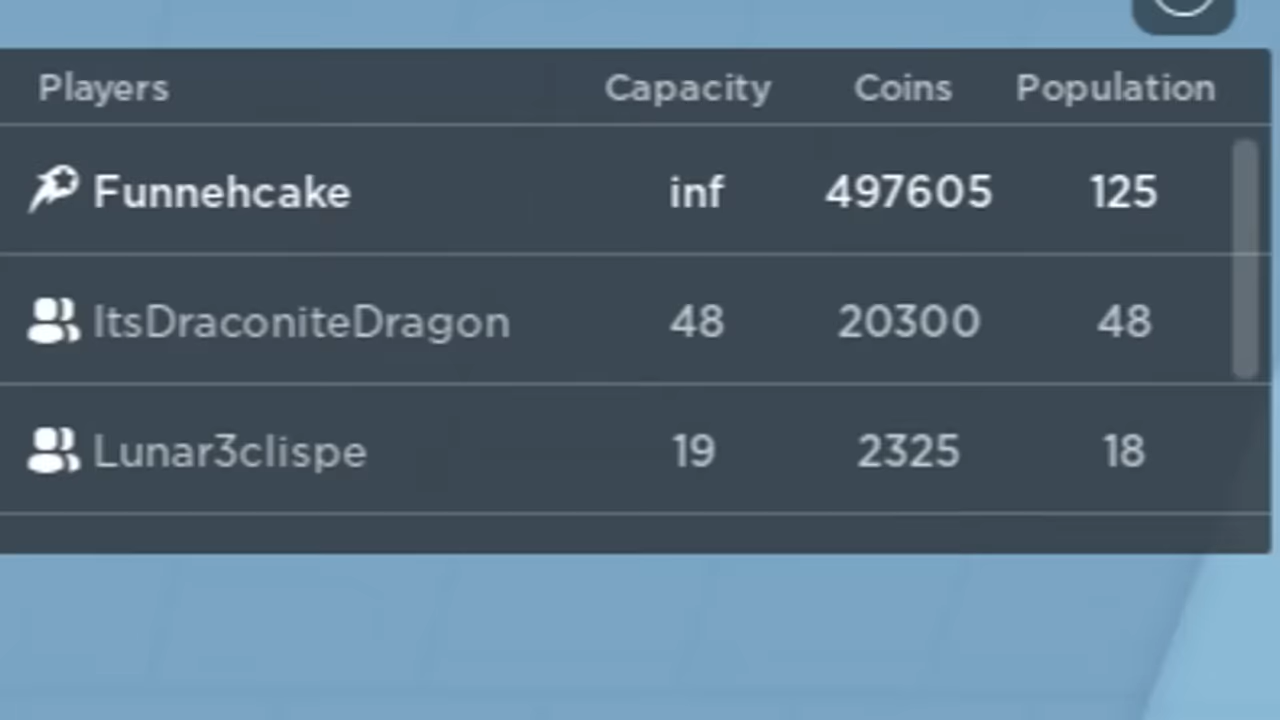 Players Capacity Coins Population
Funnehcake inf 497605 125
ItsDraconiteDragon 48 20300 48
Lunar3clispe 19 2325 18